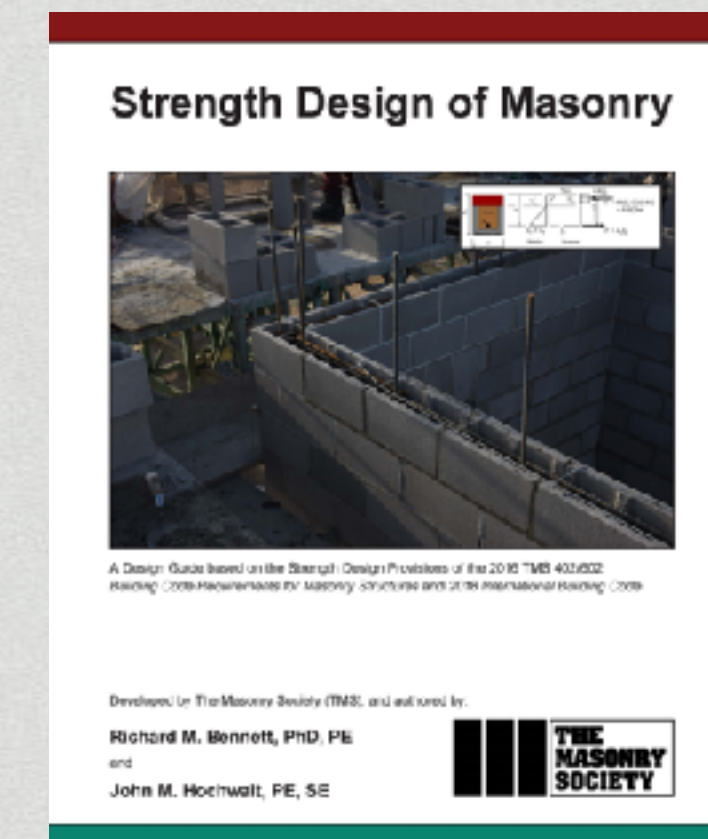 Strength Design of Masonry
A Design Guide based on the Strength Design Provisions of the 2016 TMS 402/602
Building Code Requirements for Masonry Structures and 2018 International Building Code
Developed by The Masonry Society (TMS), and authored by:
Richard M. Bennett, PhD, PE
and
John M. Hochwalt, PE, SE
THE
MASONRY
SOCIETY